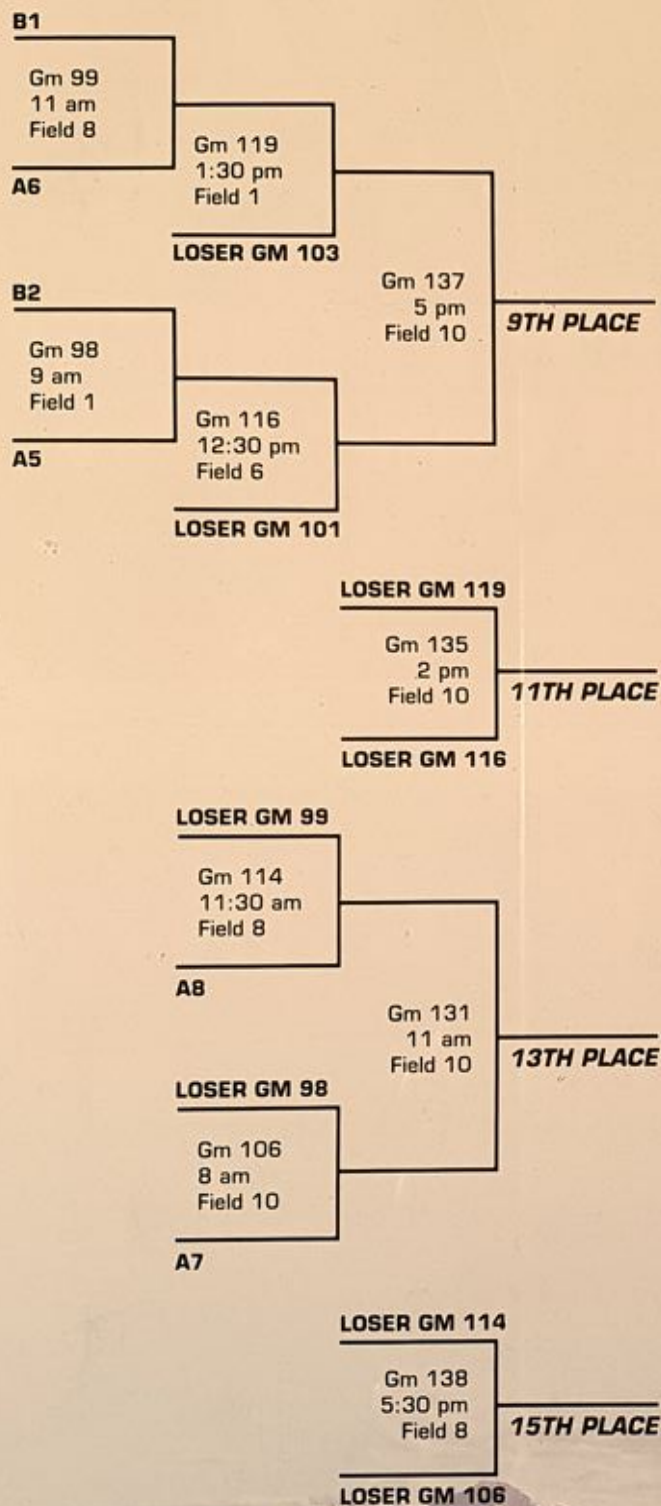 B1
Gm 99
11 am
Field 8
A6
Gm 119
1:30 pm
Field 1
LOSER GM 103
B2
Gm 98
9 am
Field 1
A5
Gm 116
12:30 pm
Field 6
LOSER GM 101
Gm 137
5 pm
Field 10
9TH PLACE
LOSER GM 119
Gm 135
2 pm
Field 10
LOSER GM 116
11TH PLACE
LOSER GM 99
Gm 114
11:30 am
Field 8
A8
LOSER GM 98
Gm 106
8 am
Field 10
A7
Gm 131
11 am
Field 10
13TH PLACE
LOSER GM 114
Gm 138
5:30 pm
Field 8
LOSER GM 106
15TH PLACE